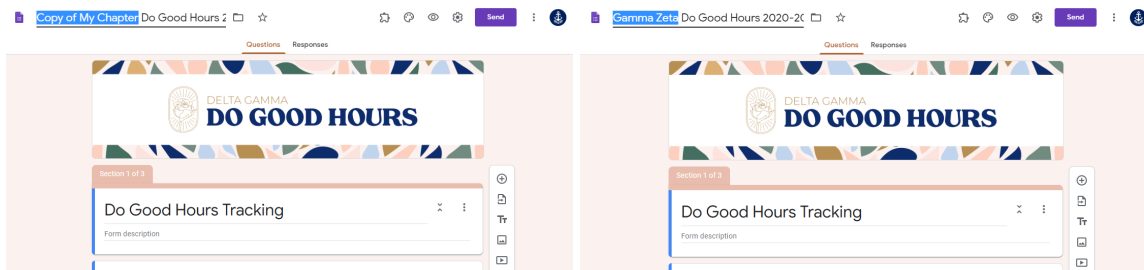 Copy of My Chapter Do Good Hours 2
Send
Questions Responses
DELTA GAMMA
DO GOOD HOURS
Section 1 of 3
Do Good Hours Tracking
Form description
Tт
Gamma Zeta Do Good Hours 2020-20
Send
Questions Responses
DELTA GAMMA
DO GOOD HOURS
Section 1 of 3
Do Good Hours Tracking
Form description
Tт